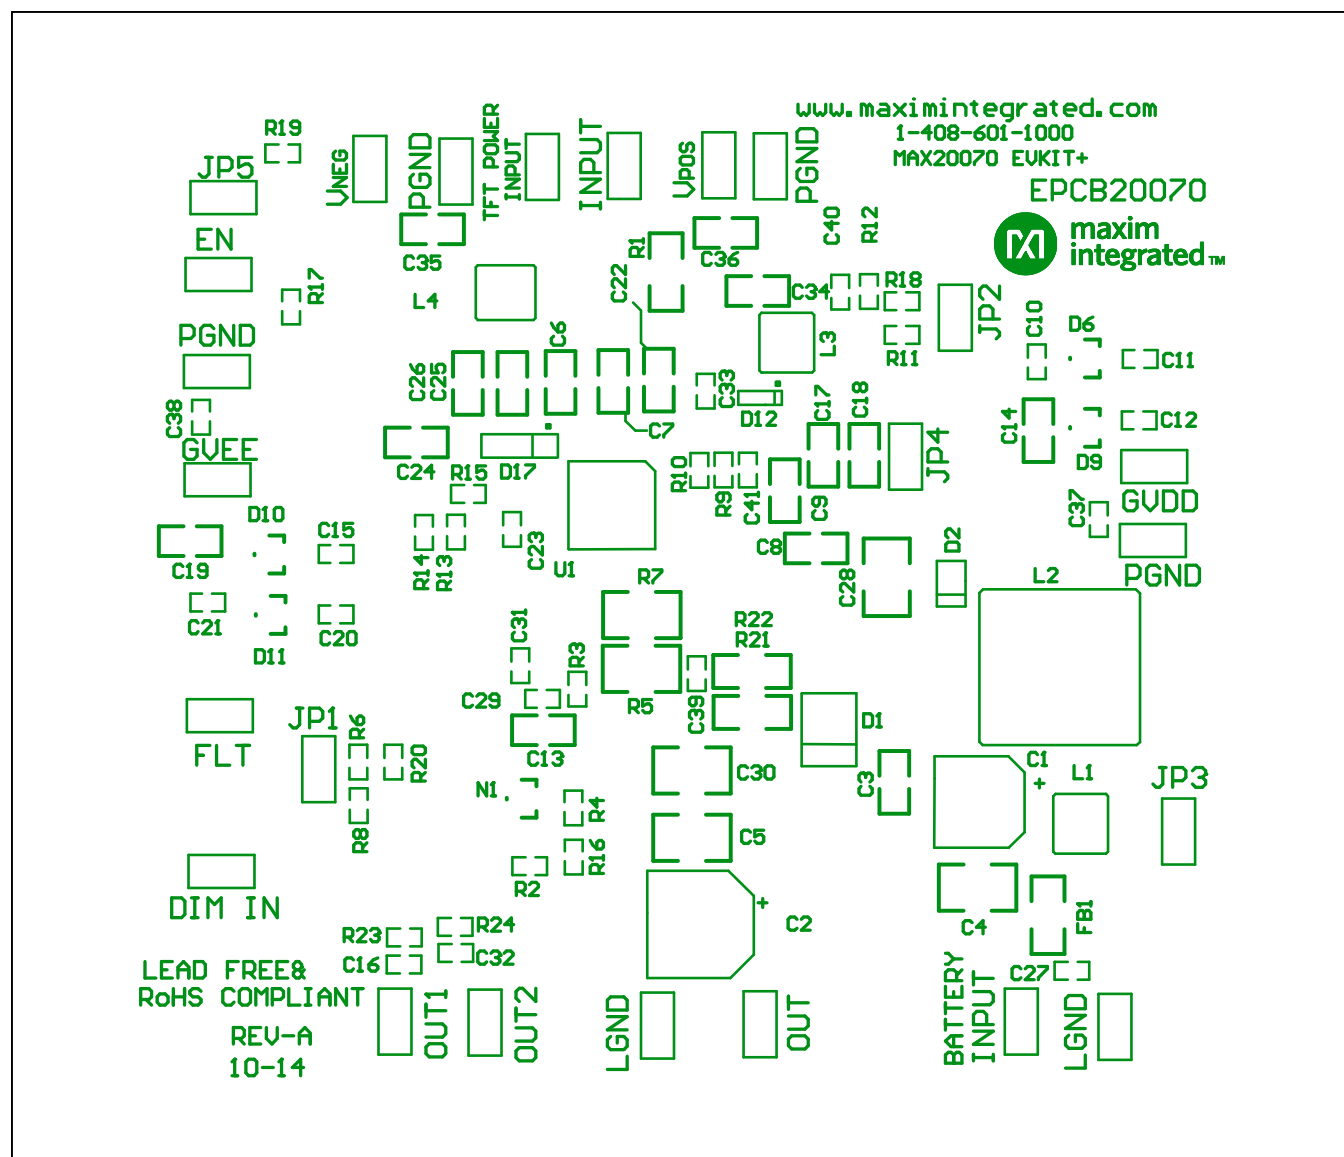 www.maximintegrated.com
1-408-601-1000
MAX20070 EVKIT+
EPCB20070
maxim
integrated™
R19
JP5
VNEG
PGND
TFT POWER
INPUT
INPUT
VPOS
PGND
C40
R12
EN
C35
R1
C36
R17
L4
C22
C34
R18
JP2
C10
D6
PGND
C6
L3
R11
C11
C26
C25
C33
C17
C18
D12
C38
C7
C14
C12
GVEE
C24
R15
D17
R10
R9
C41
C9
JP4
D9
GVDD
D10
C15
C37
C19
R14
R13
C23
U1
C8
C28
D2
L2
PGND
R7
C21
C20
D11
C31
R22
R21
R3
C29
R5
C39
D1
JP1
R6
R20
FLT
C13
C30
C3
C1
+
L1
JP3
N1
R8
R4
C5
R16
R2
DIM IN
+
C2
C4
FB1
R23
R24
C16
C32
C27
LEAD FREE&
RoHS COMPLIANT
REV-A
10-14
OUT1
OUT2
LGND
OUT
BATTERY
INPUT
LGND